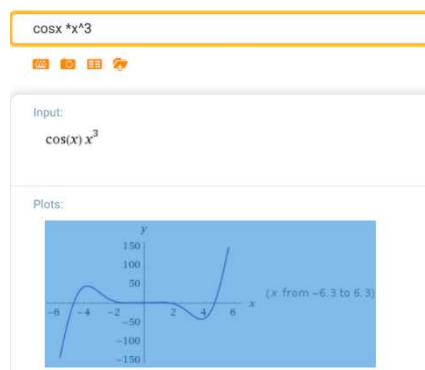 cosx *x^3
Input:
cos(x) x³
Plots:
y
150
100
50
-6 -4 -2 2 4 6 x
(x from -6.3 to 6.3)
-50
-100
-150